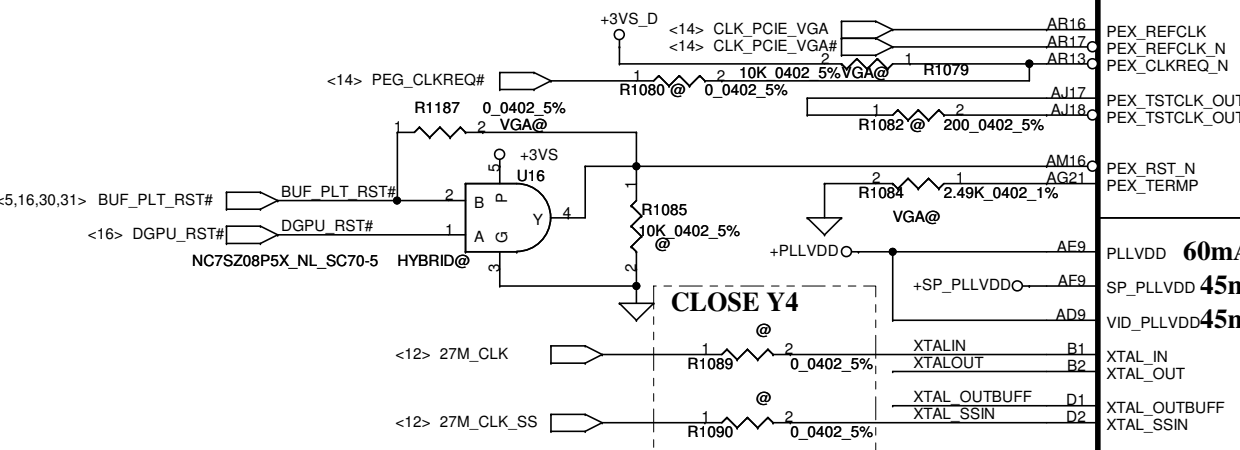 +3VS_D
<14> CLK_PCIE_VGA
AR16
PEX_REFCLK
<14> CLK_PCIE_VGA#
AR17
PEX_REFCLK_N
2
10K_0402_5%
VGA@
1
R1079
AR13
PEX_CLKREQ_N
<14> PEG_CLKREQ#
1
R1080
@
2
0_0402_5%
AJ17
PEX_TSTCLK_OUT
R1187
0_0402_5%
1
2
VGA@
1
R1082
@
2
200_0402_5%
AJ18
PEX_TSTCLK_OUT
+3VS
5
U16
AM16
PEX_RST_N
2
R1084
1
2.49K_0402_1%
VGA@
AG21
PEX_TERMP
<5,16,30,31> BUF_PLT_RST#
BUF_PLT_RST#
2
B
P
Y
4
1
R1085
10K_0402_5%
@
2
<16> DGPU_RST#
DGPU_RST#
1
A
G
3
NC7SZ08P5X_NL_SC70-5
HYBRID@
+PLLVDD
AE9
PLLVDD
+SP_PLLVDD
AF9
SP_PLLVDD
AD9
VID_PLLVDD
CLOSE Y4
<12> 27M_CLK
1
R1089
@
2
0_0402_5%
XTALIN
B1
XTAL_IN
XTALOUT
B2
XTAL_OUT
XTAL_OUTBUFF
D1
XTAL_OUTBUFF
<12> 27M_CLK_SS
1
R1090
@
2
0_0402_5%
XTAL_SSIN
D2
XTAL_SSIN